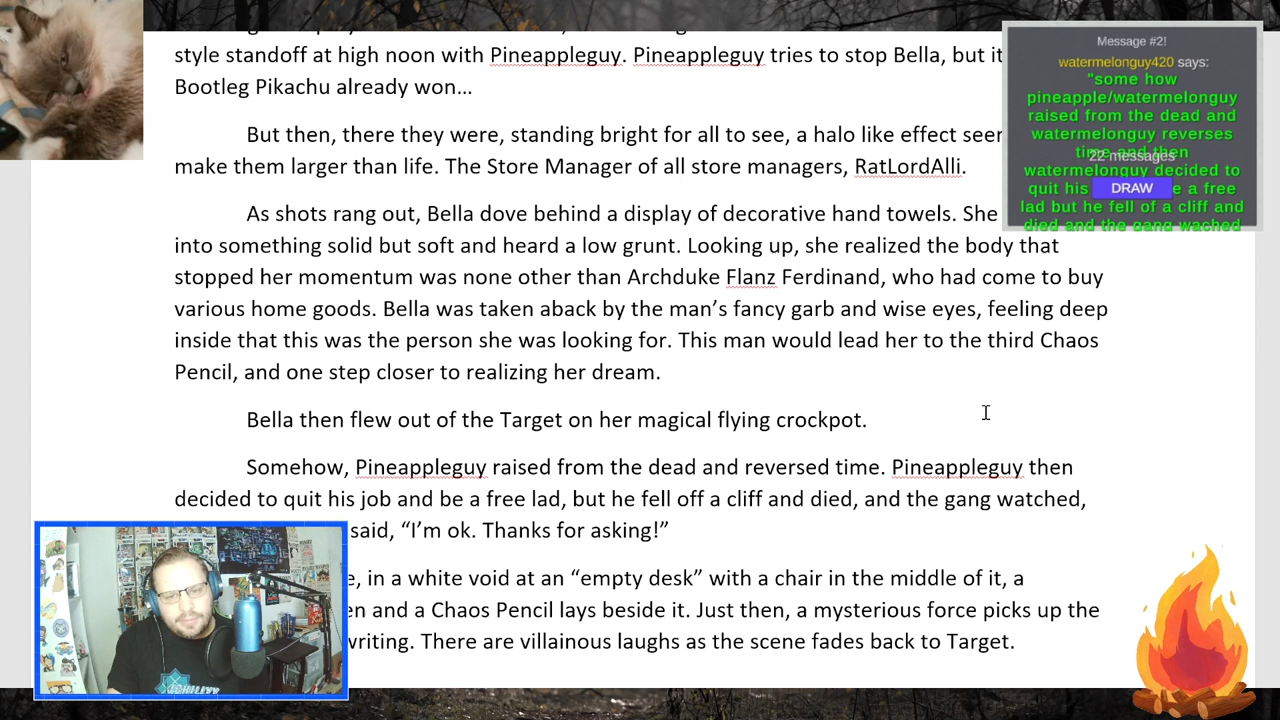 style standoff at high noon with Pineappleguy. Pineappleguy tries to stop Bella, but it
Bootleg Pikachu already won…
But then, there they were, standing bright for all to see, a halo like effect
make them larger than life. The Store Manager of all store managers, RatLordAlli.
As shots rang out, Bella dove behind a display of decorative hand towels. She
into something solid but soft and heard a low grunt. Looking up, she realized the body that
stopped her momentum was none other than Archduke Flanz Ferdinand, who had come to buy
various home goods. Bella was taken aback by the man’s fancy garb and wise eyes, feeling deep
inside that this was the person she was looking for. This man would lead her to the third Chaos
Pencil, and one step closer to realizing her dream.
Bella then flew out of the Target on her magical flying crockpot.
Somehow, Pineappleguy raised from the dead and reversed time. Pineappleguy then
decided to quit his job and be a free lad, but he fell off a cliff and died, and the gang watched,
said, “I’m ok. Thanks for asking!”
in a white void at an “empty desk” with a chair in the middle of it, a
and a Chaos Pencil lays beside it. Just then, a mysterious force picks up the
writing. There are villainous laughs as the scene fades back to Target.
Message #2!
watermelonguy420 says:
"some how
pineapple/watermelonguy
raised from the dead and
watermelonguy reverses
time and then
22 messages
watermelonguy decided to
quit his
DRAW
e a free
lad but he fell of a cliff and
died and the gang wached